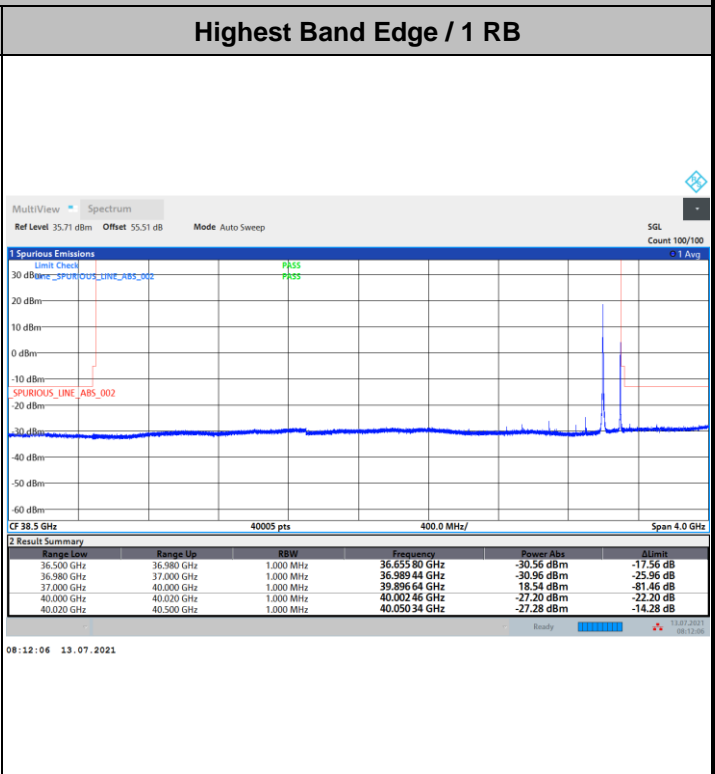 Highest Band Edge / 1 RB
MultiView Spectrum
Ref Level 35.71 dBm Offset 55.51 dB Mode Auto Sweep SGL
Count 100/100
1 Spurious Emissions 1 Avg
Limit Check PASS
30 dBm Line _SPURIOUS_LINE_ABS_002 PASS
20 dBm
10 dBm
0 dBm
-10 dBm
_SPURIOUS_LINE_ABS_002
-20 dBm
-30 dBm
-40 dBm
-50 dBm
-60 dBm
CF 38.5 GHz 40005 pts 400.0 MHz/ Span 4.0 GHz
2 Result Summary
Range Low Range Up RBW Frequency Power Abs ΔLimit
36.500 GHz 36.980 GHz 1.000 MHz 36.655 80 GHz -30.56 dBm -17.56 dB
36.980 GHz 37.000 GHz 1.000 MHz 36.989 44 GHz -30.96 dBm -25.96 dB
37.000 GHz 40.000 GHz 1.000 MHz 39.896 64 GHz 18.54 dBm -81.46 dB
40.000 GHz 40.020 GHz 1.000 MHz 40.002 46 GHz -27.20 dBm -22.20 dB
40.020 GHz 40.500 GHz 1.000 MHz 40.050 34 GHz -27.28 dBm -14.28 dB
Ready 13.07.2021
08:12:06
08:12:06 13.07.2021